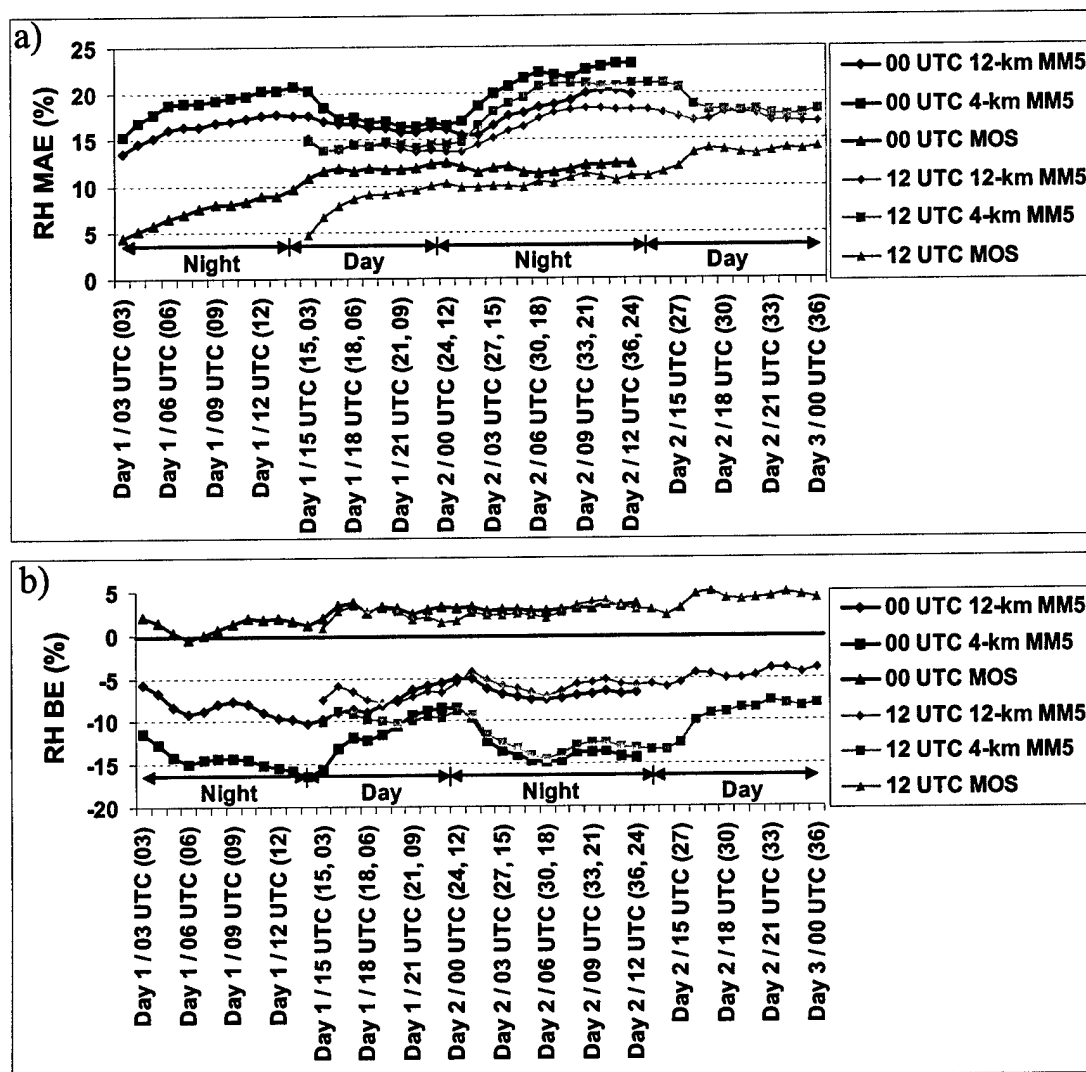 a)
RH MAE (%)
25
20
15
10
5
0
Night
Day
Night
Day
Day 1 / 03 UTC (03)
Day 1 / 06 UTC (06)
Day 1 / 09 UTC (09)
Day 1 / 12 UTC (12)
Day 1 / 15 UTC (15, 03)
Day 1 / 18 UTC (18, 06)
Day 1 / 21 UTC (21, 09)
Day 2 / 00 UTC (24, 12)
Day 2 / 03 UTC (27, 15)
Day 2 / 06 UTC (30, 18)
Day 2 / 09 UTC (33, 21)
Day 2 / 12 UTC (36, 24)
Day 2 / 15 UTC (27)
Day 2 / 18 UTC (30)
Day 2 / 21 UTC (33)
Day 3 / 00 UTC (36)
00 UTC 12-km MM5
00 UTC 4-km MM5
00 UTC MOS
12 UTC 12-km MM5
12 UTC 4-km MM5
12 UTC MOS
b)
RH BE (%)
5
0
-5
-10
-15
-20
Night
Day
Night
Day
Day 1 / 03 UTC (03)
Day 1 / 06 UTC (06)
Day 1 / 09 UTC (09)
Day 1 / 12 UTC (12)
Day 1 / 15 UTC (15, 03)
Day 1 / 18 UTC (18, 06)
Day 1 / 21 UTC (21, 09)
Day 2 / 00 UTC (24, 12)
Day 2 / 03 UTC (27, 15)
Day 2 / 06 UTC (30, 18)
Day 2 / 09 UTC (33, 21)
Day 2 / 12 UTC (36, 24)
Day 2 / 15 UTC (27)
Day 2 / 18 UTC (30)
Day 2 / 21 UTC (33)
Day 3 / 00 UTC (36)
00 UTC 12-km MM5
00 UTC 4-km MM5
00 UTC MOS
12 UTC 12-km MM5
12 UTC 4-km MM5
12 UTC MOS